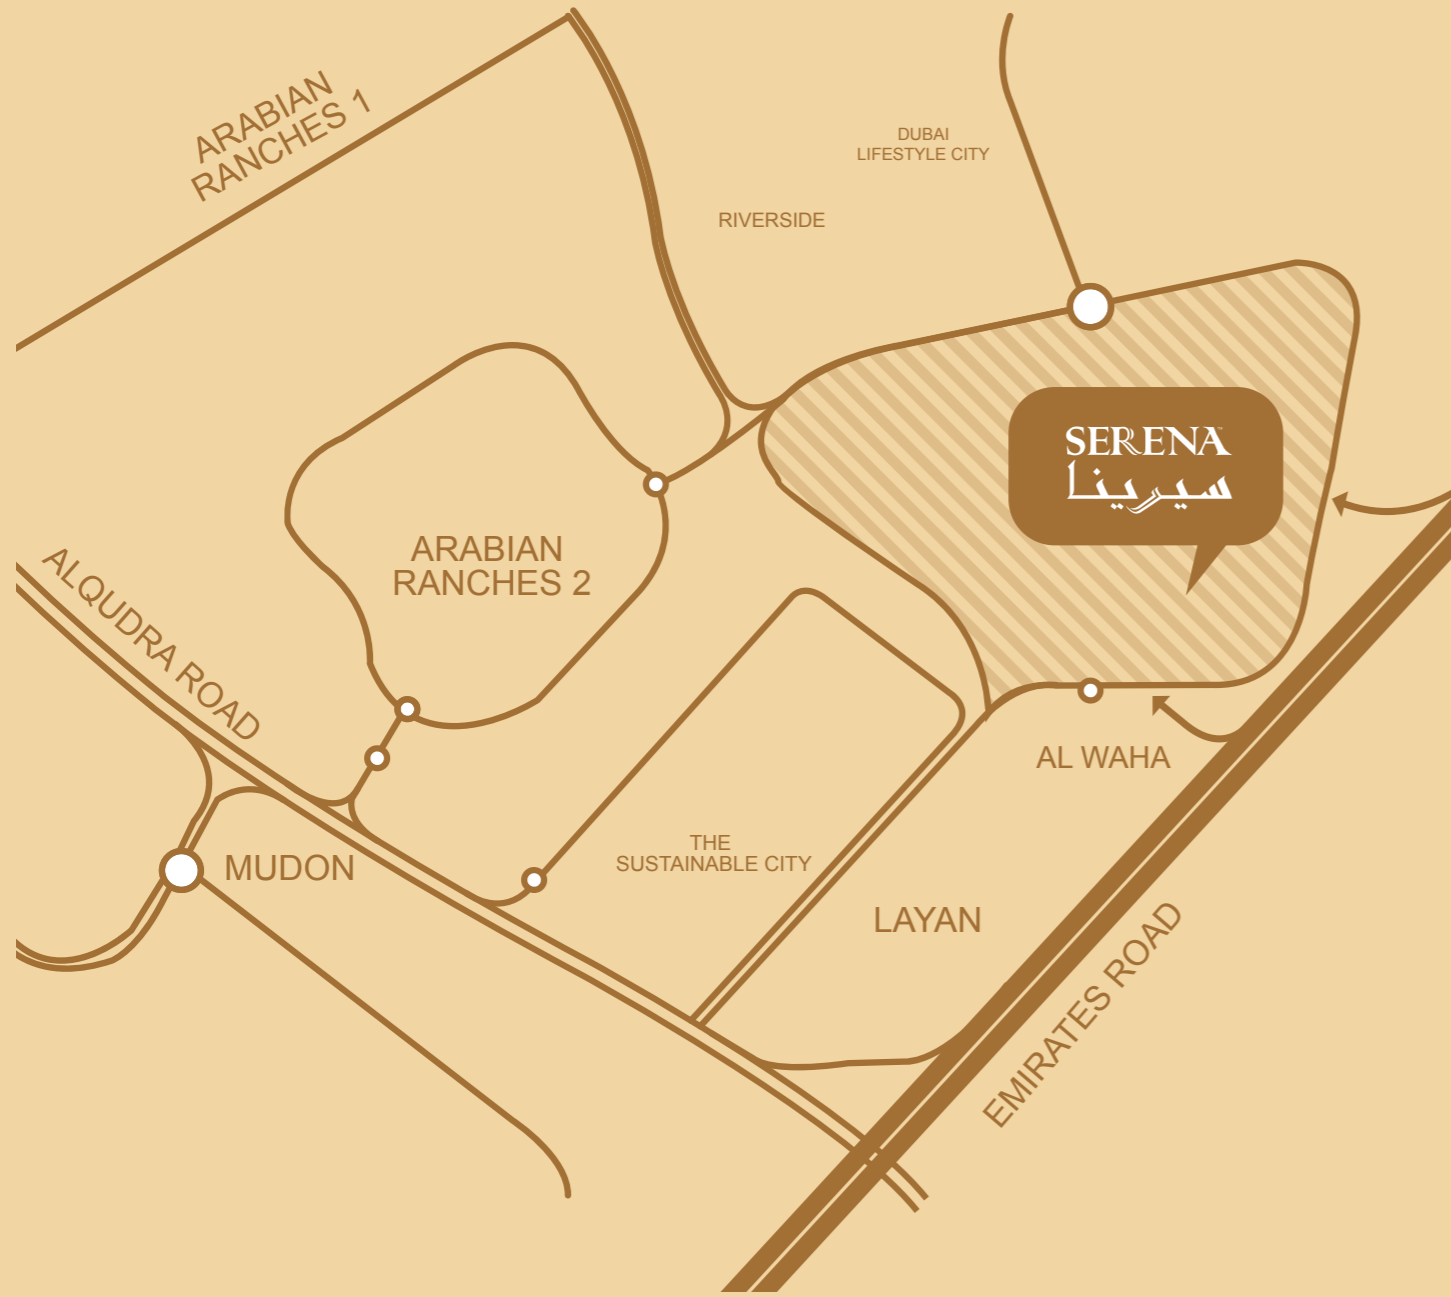 ARABIAN
RANCHES 1
DUBAI
LIFESTYLE CITY
RIVERSIDE
SERENA
سيرينا
ARABIAN
RANCHES 2
ALQUDRA ROAD
AL WAHA
THE
SUSTAINABLE CITY
MUDON
LAYAN
EMIRATES ROAD